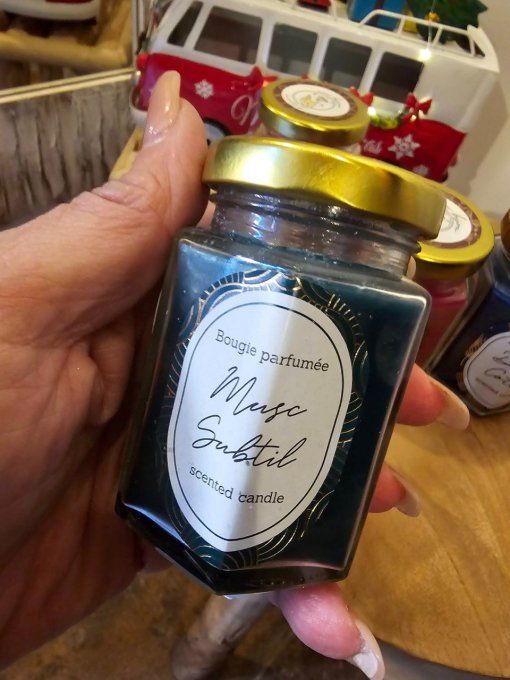 Bougie parfumée
Musc
Subtil
scented candle